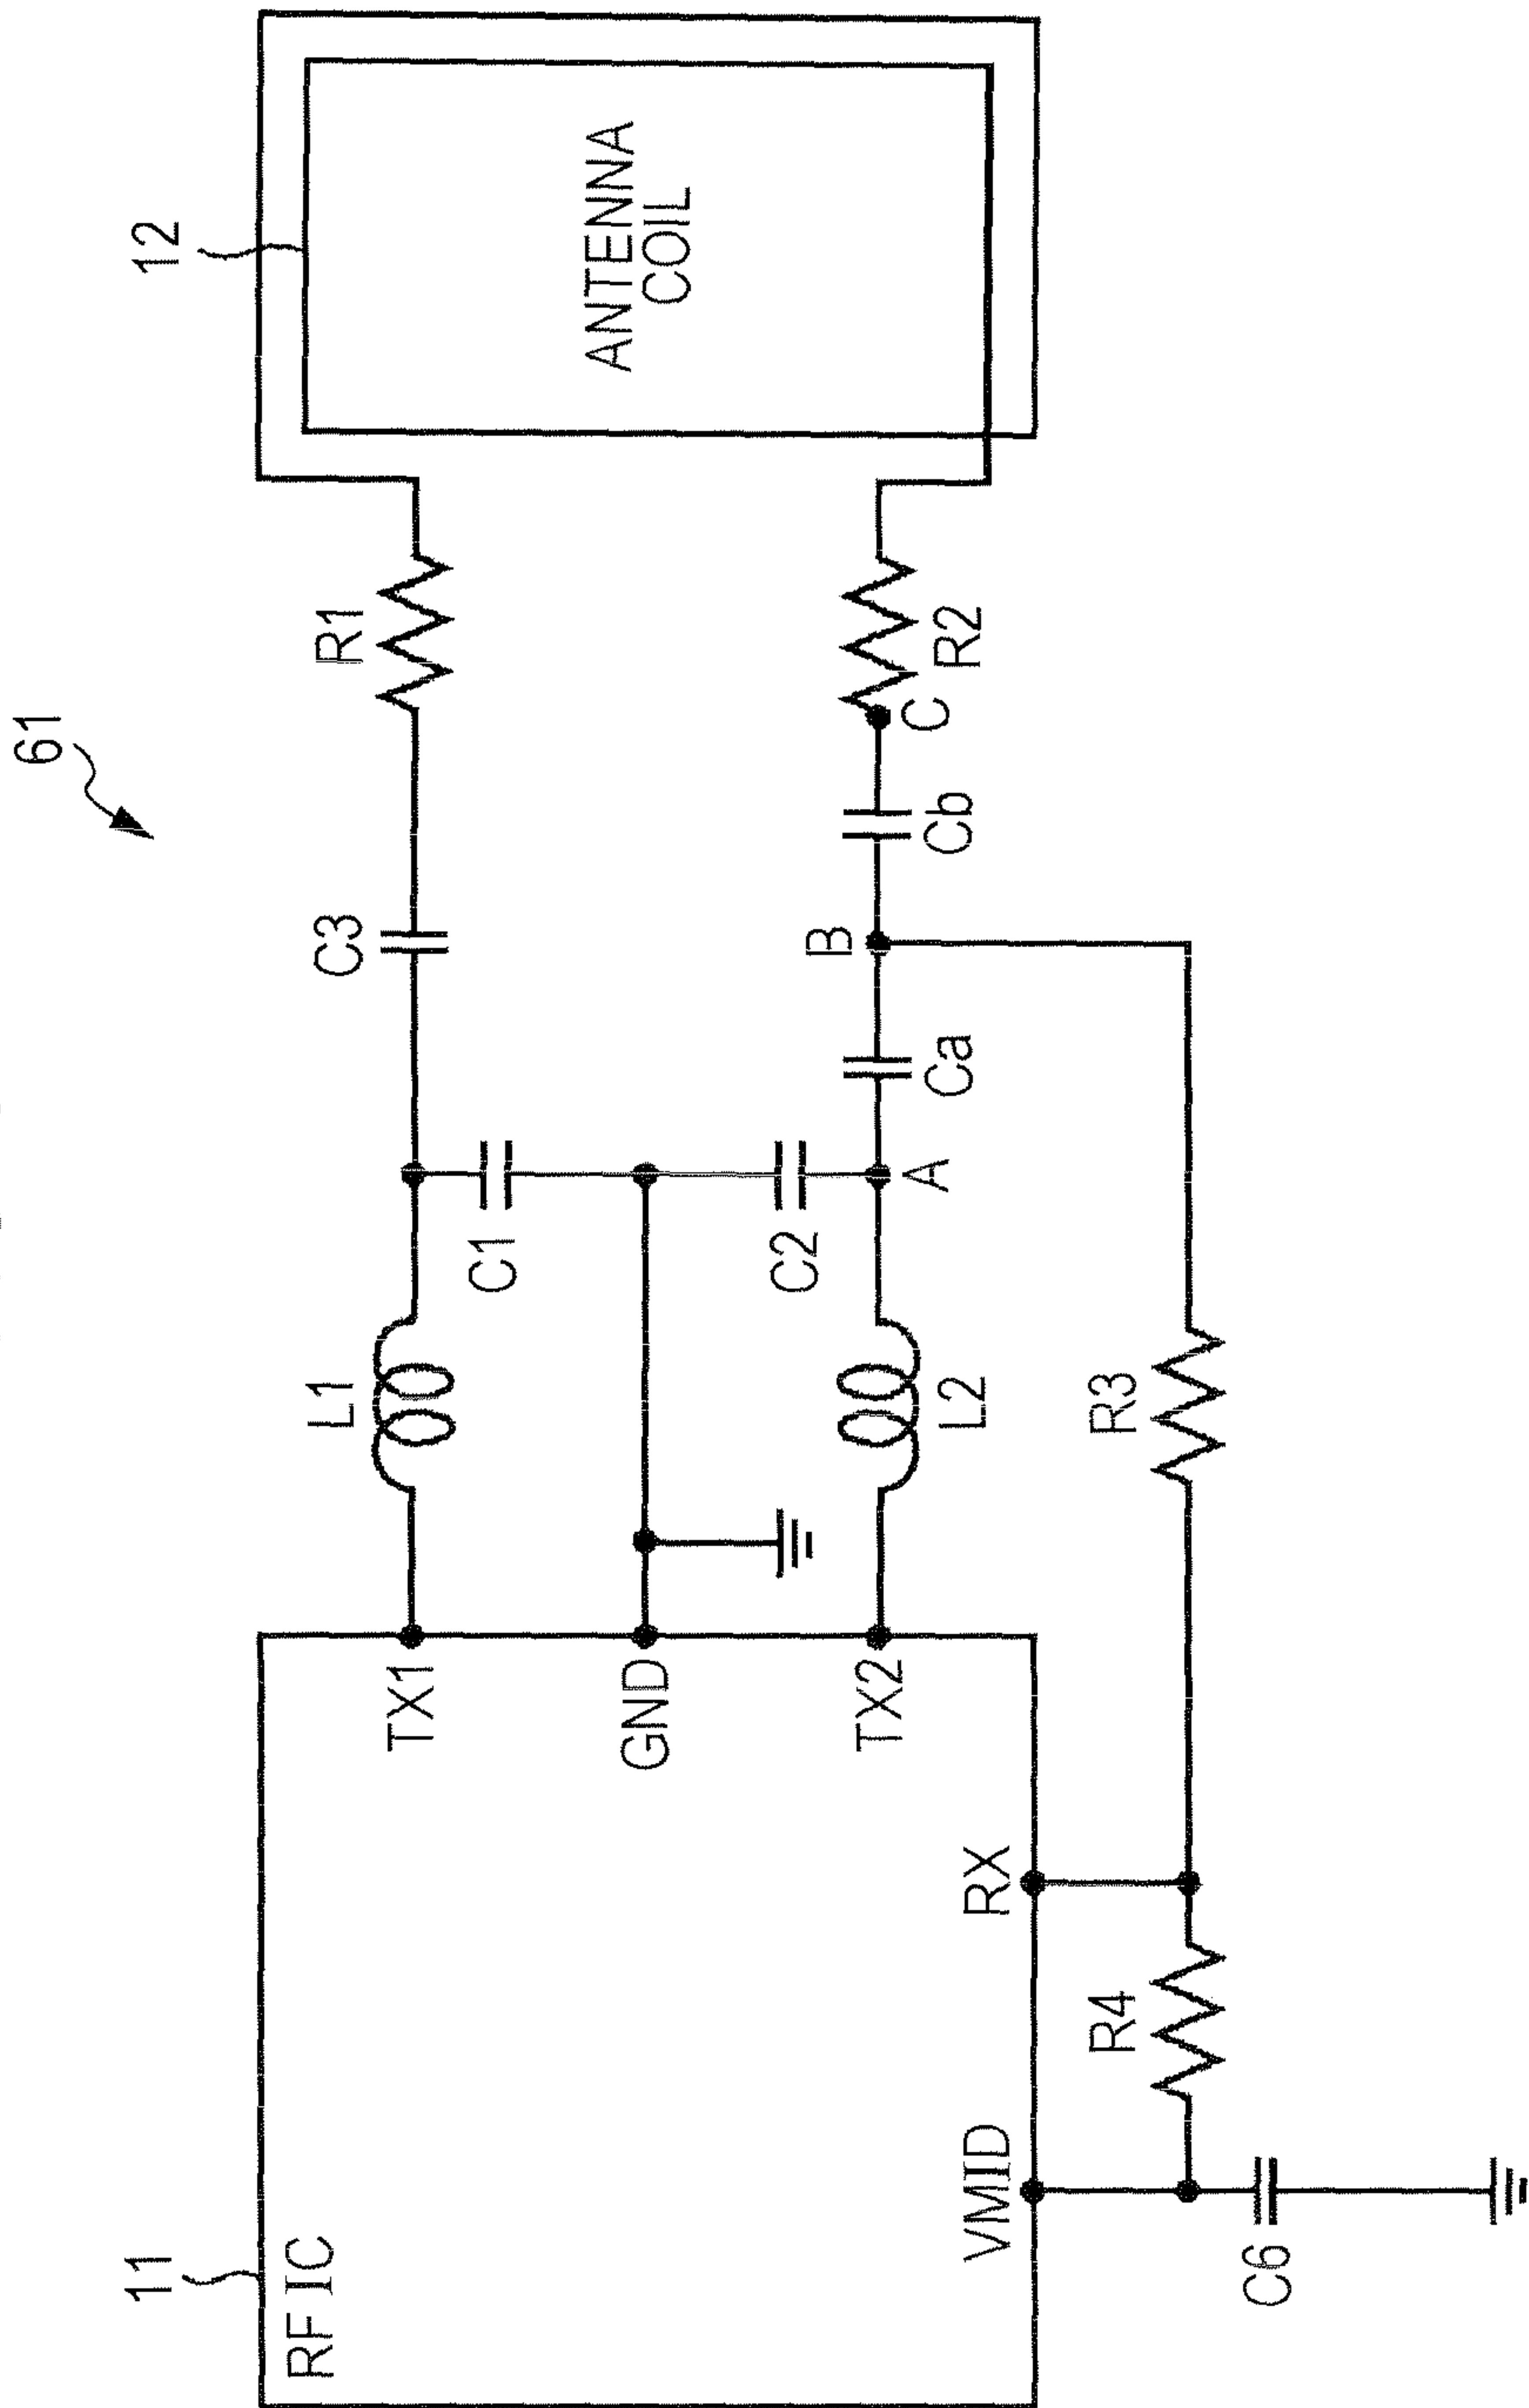 61
11
RF IC
TX1
GND
TX2
RX
VMID
L1
L2
C1
C2
A
Ca
B
Cb
C
C3
R1
R2
R3
R4
C6
12
ANTENNA
COIL